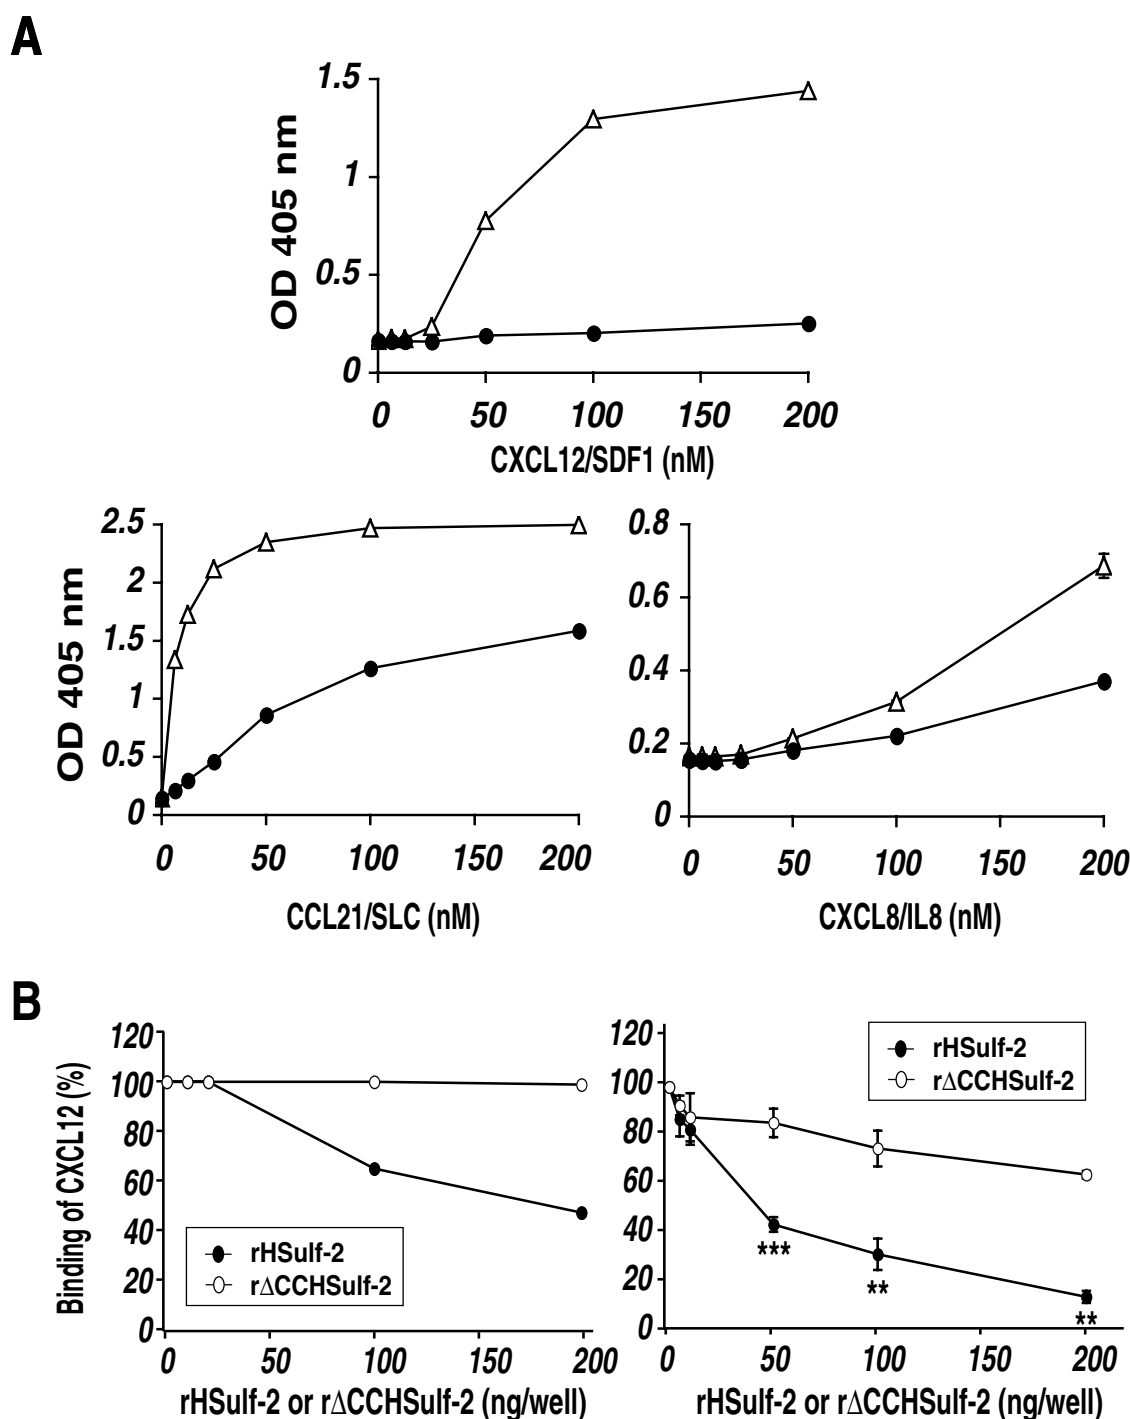 A
1.5
1
0.5
0
OD 405 nm
0 50 100 150 200
CXCL12/SDF1 (nM)
2.5
2
1.5
1
0.5
0
OD 405 nm
0 50 100 150 200
CCL21/SLC (nM)
0.8
0.6
0.4
0.2
0
0 50 100 150 200
CXCL8/IL8 (nM)
B
120
100
80
60
40
20
0
Binding of CXCL12 (%)
rHSulf-2
r∆CCHSulf-2
0 50 100 150 200
rHSulf-2 or r∆CCHSulf-2 (ng/well)
120
100
80
60
40
20
0
rHSulf-2
r∆CCHSulf-2
***
**
**
0 50 100 150 200
rHSulf-2 or r∆CCHSulf-2 (ng/well)